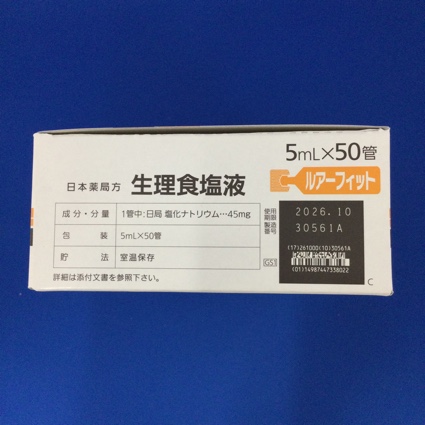 5mL×50管
日本薬局方 生理食塩液
ルアーフィット
成分・分量 1管中:日局 塩化ナトリウム…45mg
包装 5mL×50管
貯法 室温保存
詳細は添付文書を参照下さい。
使用期限 2026.10
製造番号 30561A
(17)261000(10)30561A
GS1
(01)14987447338022
C